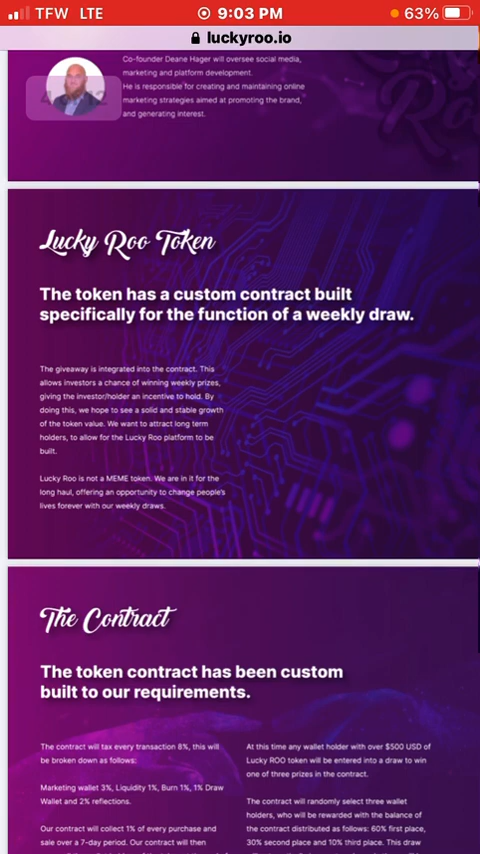 TFW LTE 9:03 PM 63%
luckyroo.io
Co-founder Deane Hager will oversee social media,
marketing and platform development.
He is responsible for creating and maintaining online
marketing strategies aimed at promoting the brand,
and generating interest.
Lucky Roo Token
The token has a custom contract built
specifically for the function of a weekly draw.
The giveaway is integrated into the contract. This
allows investors a chance of winning weekly prizes,
giving the investor/holder an incentive to hold. By
doing this, we hope to see a solid and stable growth
of the token value. We want to attract long term
holders, to allow for the Lucky Roo platform to be
built.
Lucky Roo is not a MEME token. We are in it for the
long haul, offering an opportunity to change people's
lives forever with our weekly draws.
The Contract
The token contract has been custom
built to our requirements.
The contract will tax every transaction 8%, this will
be broken down as follows:
Marketing wallet 3%, Liquidity 1%, Burn 1%, 1% Draw
Wallet and 2% reflections.
Our contract will collect 1% of every purchase and
sale over a 7-day period. Our contract will then
At this time any wallet holder with over $500 USD of
Lucky ROO token will be entered into a draw to win
one of three prizes in the contract.
The contract will randomly select three wallet
holders, who will be rewarded with the balance of
the contract distributed as follows: 60% first place,
30% second place and 10% third place. This draw